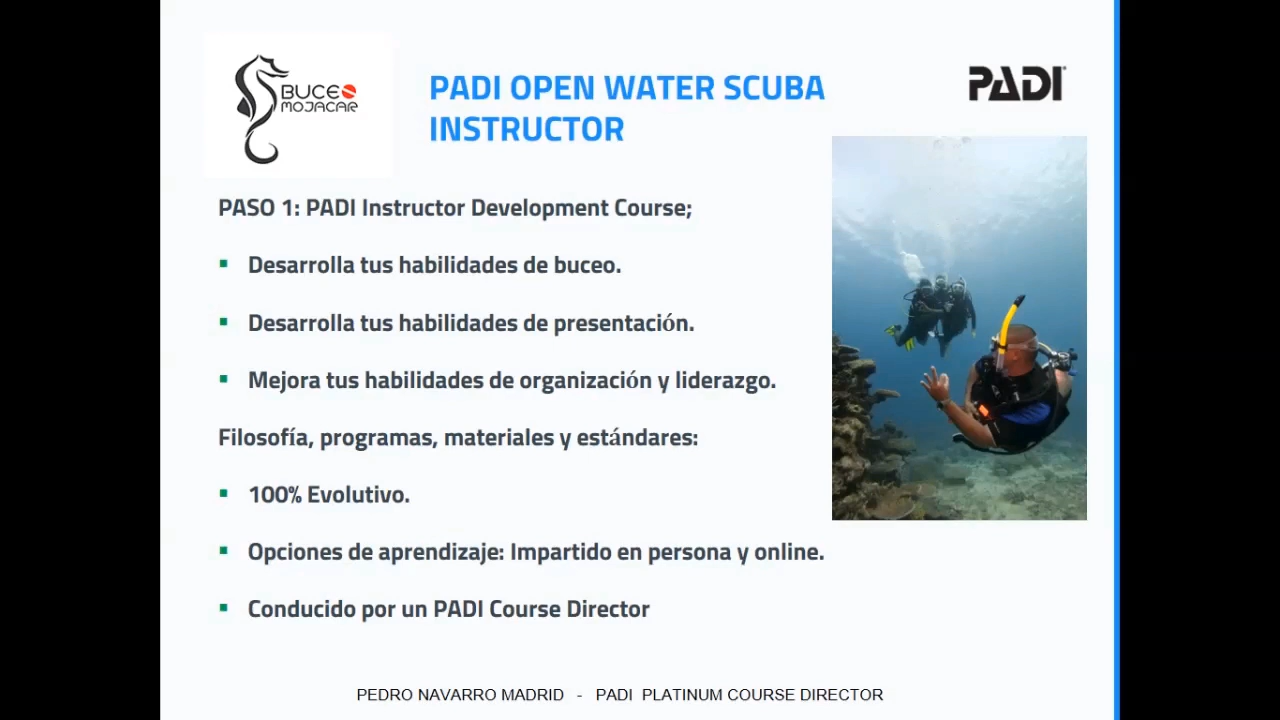 BUCEO
MOJACAR
PADI OPEN WATER SCUBA
INSTRUCTOR
PADI®
PASO 1: PADI Instructor Development Course;
▪ Desarrolla tus habilidades de buceo.
▪ Desarrolla tus habilidades de presentación.
▪ Mejora tus habilidades de organización y liderazgo.
Filosofía, programas, materiales y estándares:
▪ 100% Evolutivo.
▪ Opciones de aprendizaje: Impartido en persona y online.
▪ Conducido por un PADI Course Director
PEDRO NAVARRO MADRID - PADI PLATINUM COURSE DIRECTOR